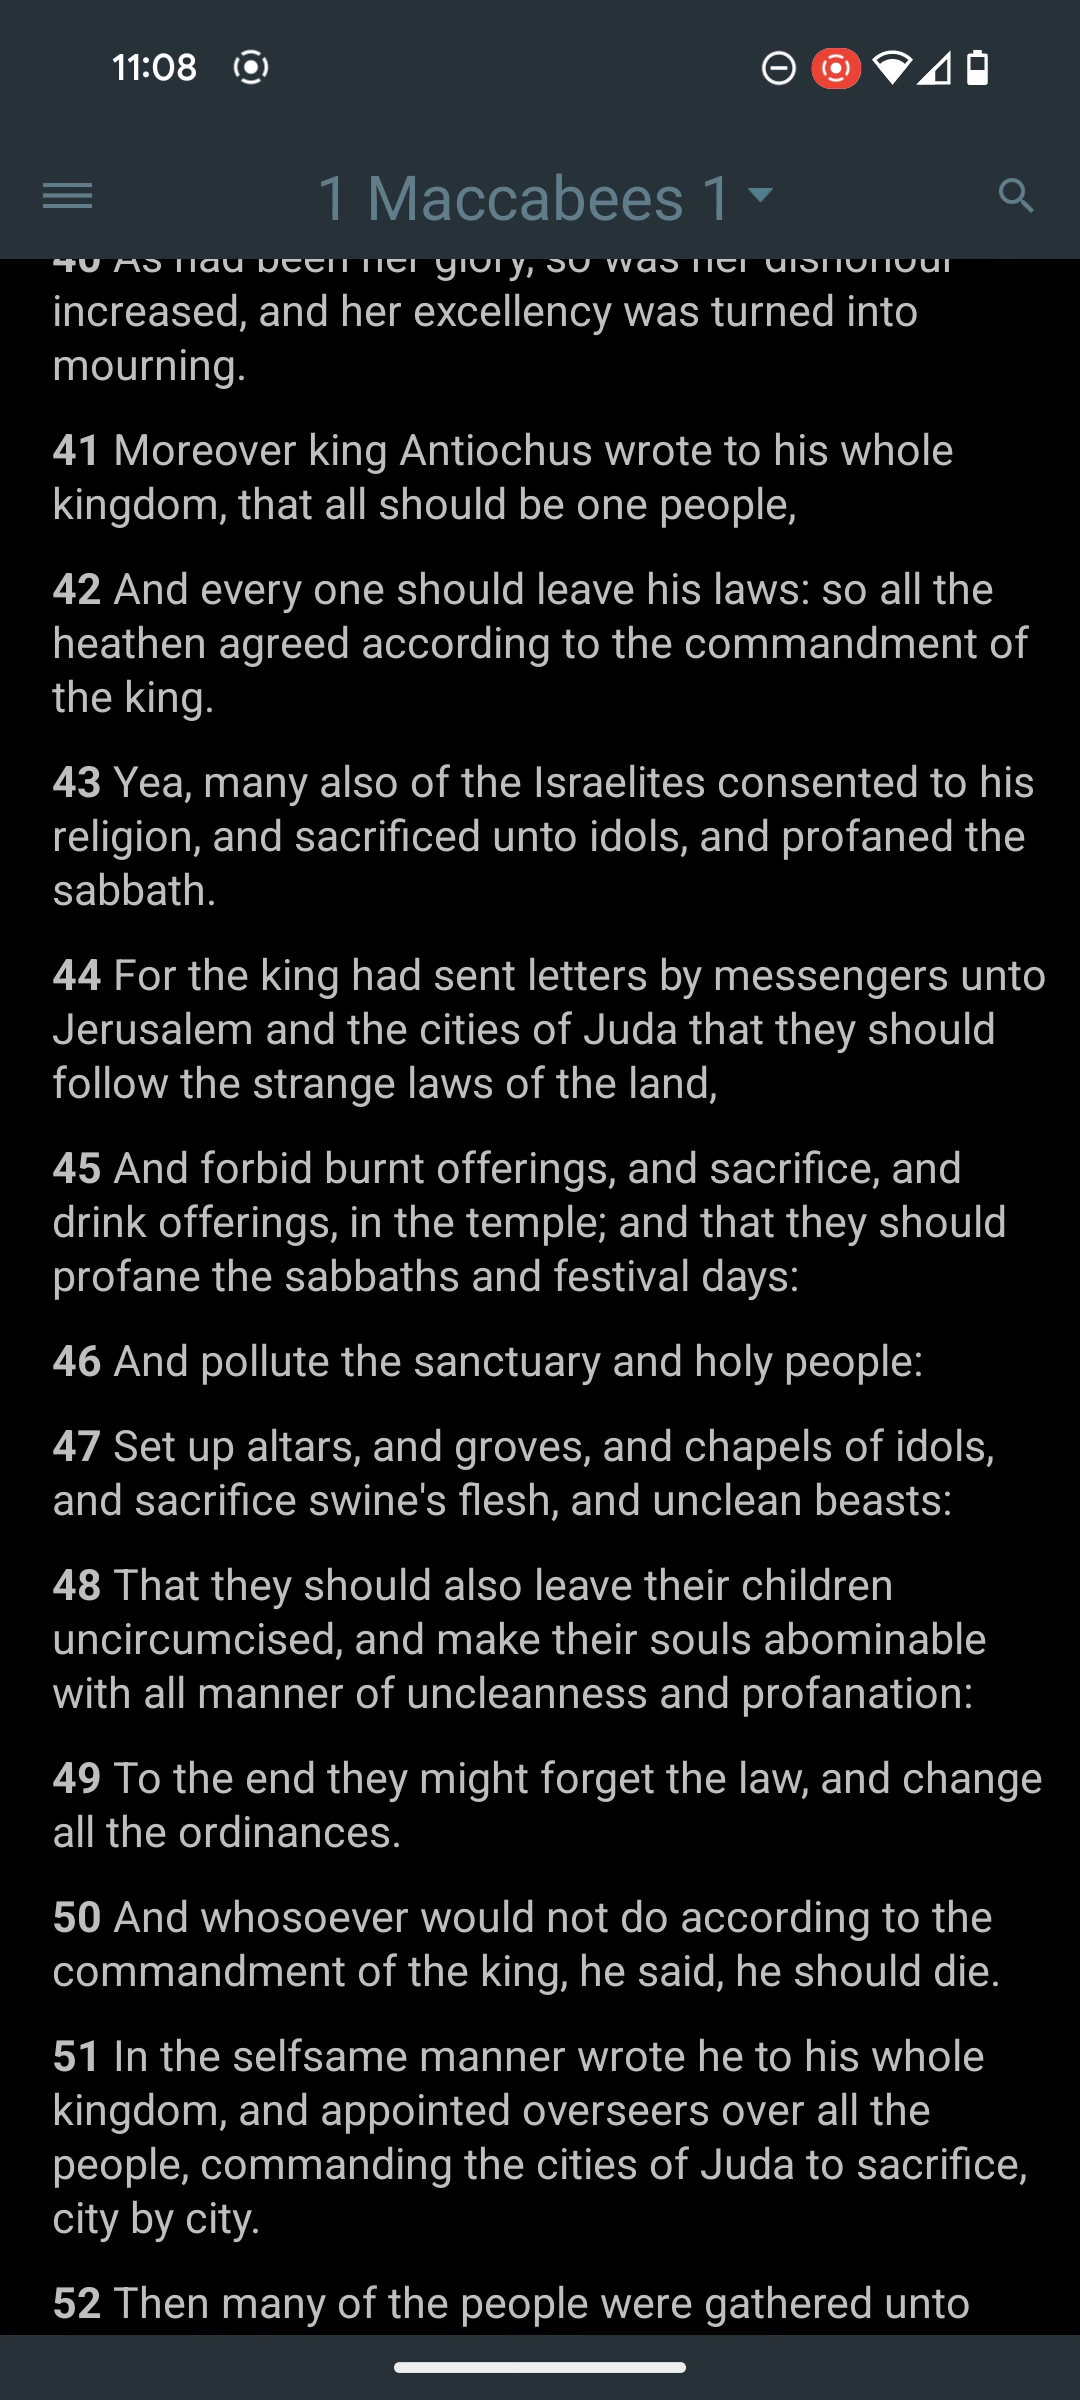 11:08
1 Maccabees 1
40 As had been her glory, so was her dishonour
increased, and her excellency was turned into
mourning.
41 Moreover king Antiochus wrote to his whole
kingdom, that all should be one people,
42 And every one should leave his laws: so all the
heathen agreed according to the commandment of
the king.
43 Yea, many also of the Israelites consented to his
religion, and sacrificed unto idols, and profaned the
sabbath.
44 For the king had sent letters by messengers unto
Jerusalem and the cities of Juda that they should
follow the strange laws of the land,
45 And forbid burnt offerings, and sacrifice, and
drink offerings, in the temple; and that they should
profane the sabbaths and festival days:
46 And pollute the sanctuary and holy people:
47 Set up altars, and groves, and chapels of idols,
and sacrifice swine's flesh, and unclean beasts:
48 That they should also leave their children
uncircumcised, and make their souls abominable
with all manner of uncleanness and profanation:
49 To the end they might forget the law, and change
all the ordinances.
50 And whosoever would not do according to the
commandment of the king, he said, he should die.
51 In the selfsame manner wrote he to his whole
kingdom, and appointed overseers over all the
people, commanding the cities of Juda to sacrifice,
city by city.
52 Then many of the people were gathered unto